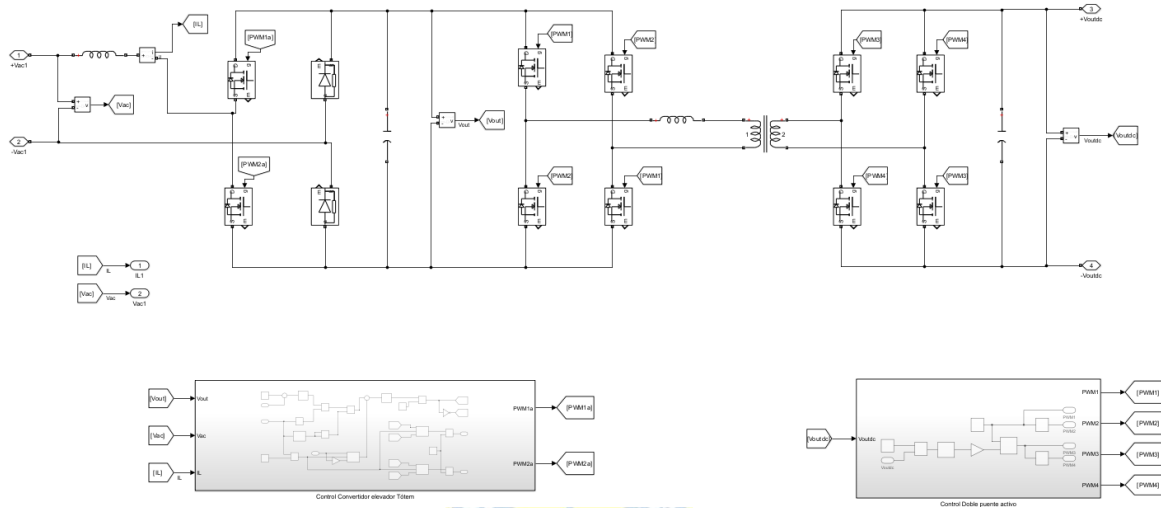 [IL]
3
+Voutdc
[PWM1a]
[PWM1]
[PWM2]
[PWM3]
[PWM4]
1
+Vac1
[Vac]
Vout
[Vout]
1
2
Voutdc
[Voutdc]
2
-Vac1
[PWM2a]
[PWM2]
[PWM1]
[PWM4]
[PWM3]
[IL]
IL
1
IL1
4
-Voutdc
[Vac]
Vac
2
Vac1
[Vout]
Vout
PWM1a
[PWM1a]
[Vac]
Vac
[IL]
IL
IL
PWM2a
[PWM2a]
Control Convertidor elevador Tótem
[Voutdc]
Voutdc
PWM1
[PWM1]
PWM2
[PWM2]
PWM3
[PWM3]
PWM4
[PWM4]
Control Doble puente activo